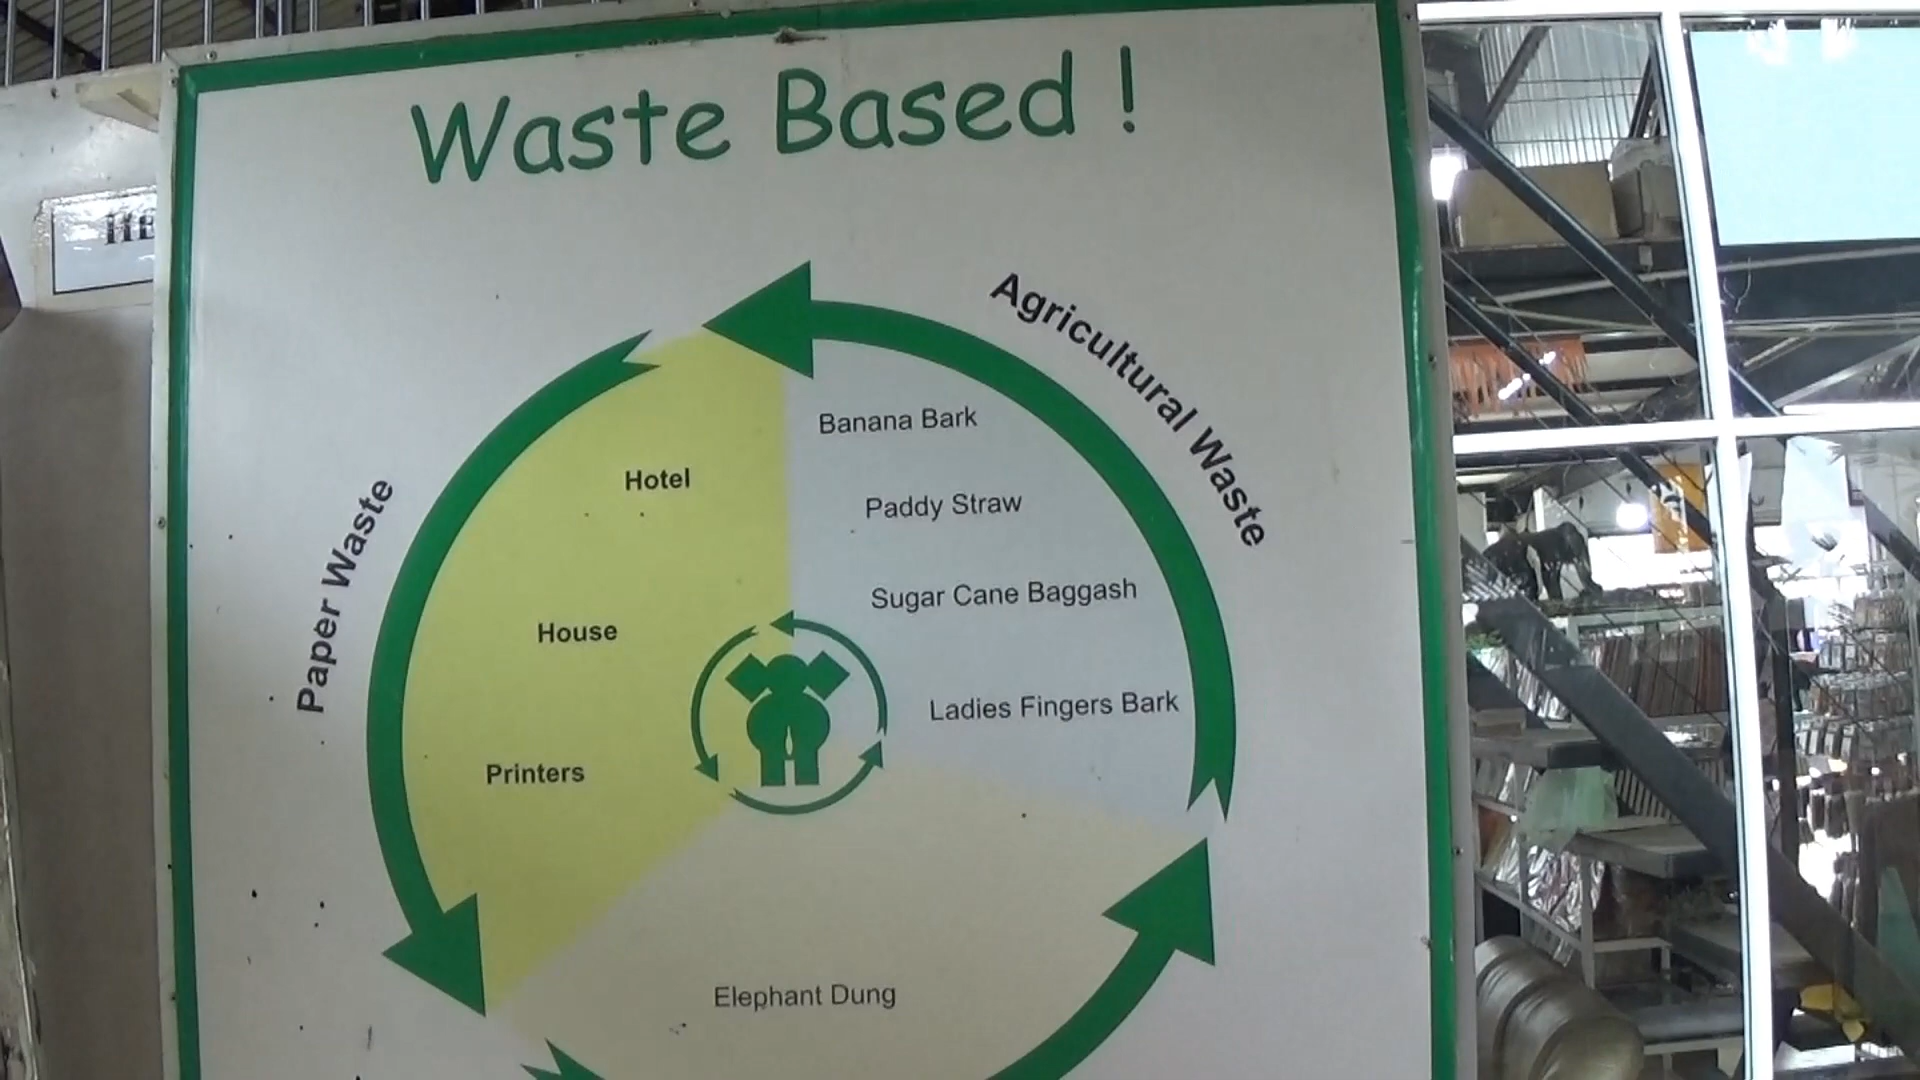 Waste Based !
Agricultural Waste
Banana Bark
Paddy Straw
Sugar Cane Baggash
Ladies Fingers Bark
Paper Waste
Hotel
House
Printers
Elephant Dung